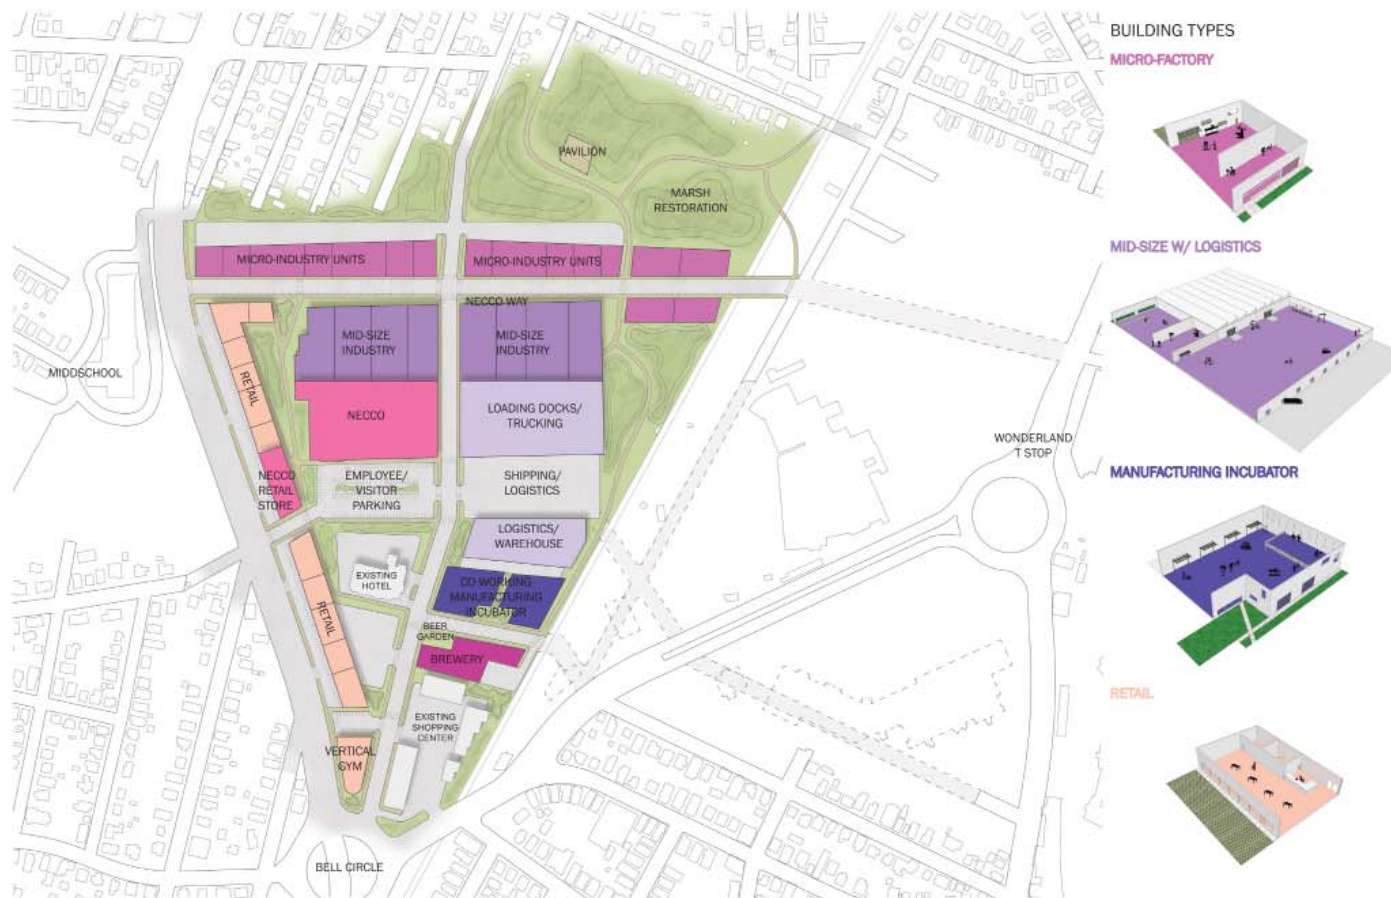 BUILDING TYPES
MICRO-FACTORY
MID-SIZE W/ LOGISTICS
MANUFACTURING INCUBATOR
RETAIL
PAVILION
MARSH
RESTORATION
MICRO-INDUSTRY UNITS
MICRO-INDUSTRY UNITS
NECCO WAY
MID-SIZE
INDUSTRY
MID-SIZE
INDUSTRY
MIDDSCHOOL
RETAIL
NECCO
LOADING DOCKS/
TRUCKING
WONDERLAND
T STOP
NECCO
RETAIL
STORE
EMPLOYEE/
VISITOR
PARKING
SHIPPING/
LOGISTICS
LOGISTICS/
WAREHOUSE
EXISTING
HOTEL
CO-WORKING
MANUFACTURING
INCUBATOR
RETAIL
BEER
GARDEN
BREWERY
EXISTING
SHOPPING
CENTER
VERTICAL
GYM
BELL CIRCLE